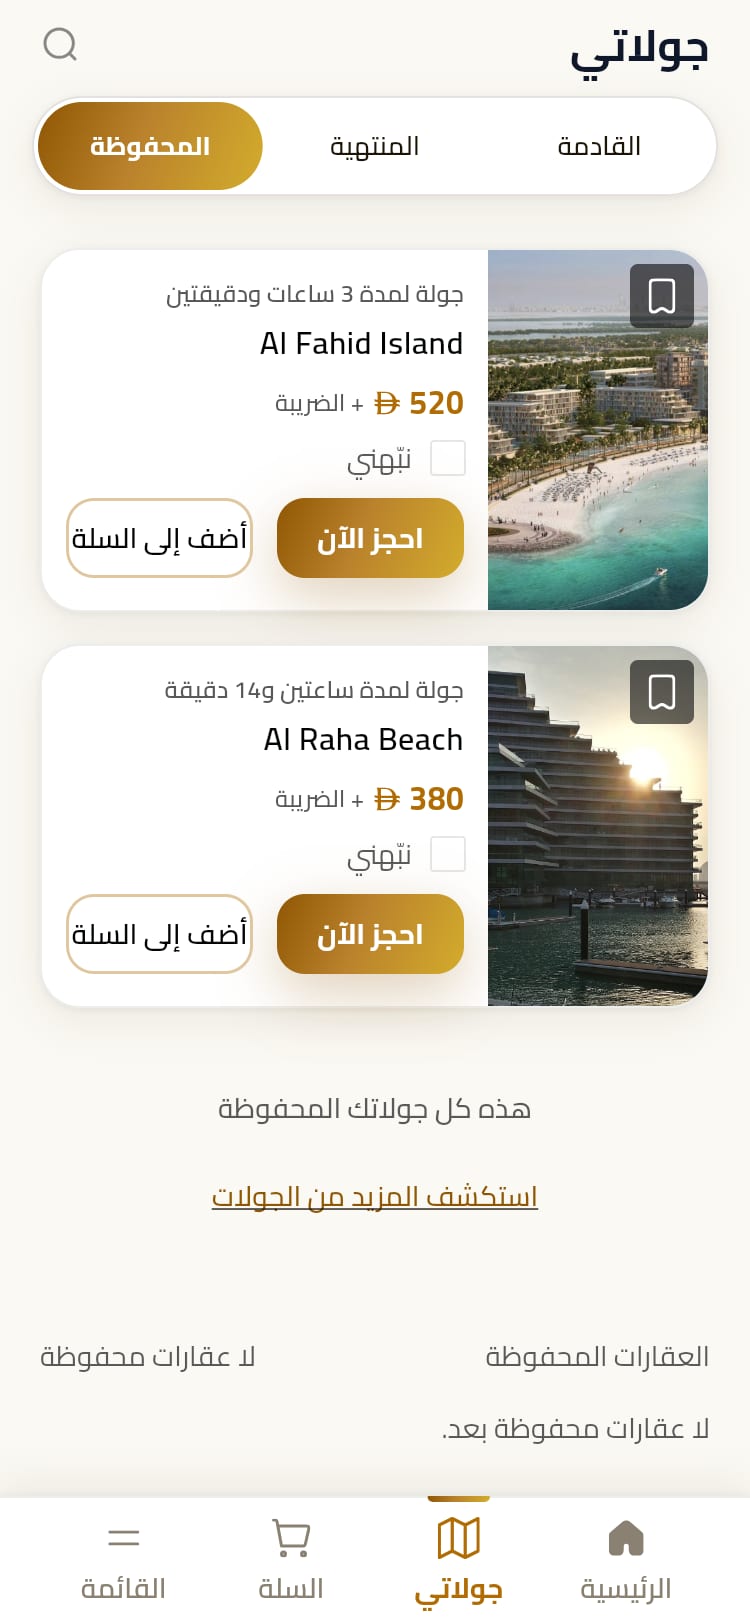 جولاتي
القادمة
المنتهية
المحفوظة
جولة لمدة 3 ساعات ودقيقتين
Al Fahid Island
520 + الضريبة
نبّهني
احجز الآن
أضف إلى السلة
جولة لمدة ساعتين و14 دقيقة
Al Raha Beach
380 + الضريبة
نبّهني
احجز الآن
أضف إلى السلة
هذه كل جولاتك المحفوظة
استكشف المزيد من الجولات
العقارات المحفوظة
لا عقارات محفوظة
لا عقارات محفوظة بعد.
الرئيسية
جولاتي
السلة
القائمة